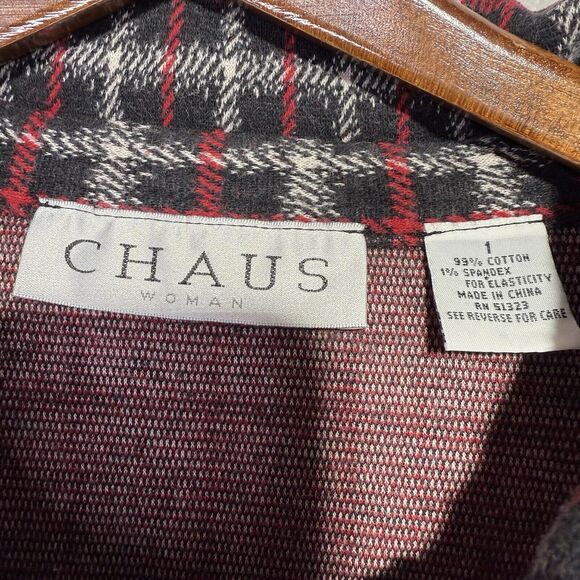 CHAUS
WOMAN
1
99% COTTON
1% SPANDEX
FOR ELASTICITY
MADE IN CHINA
RN 51323
SEE REVERSE FOR CARE